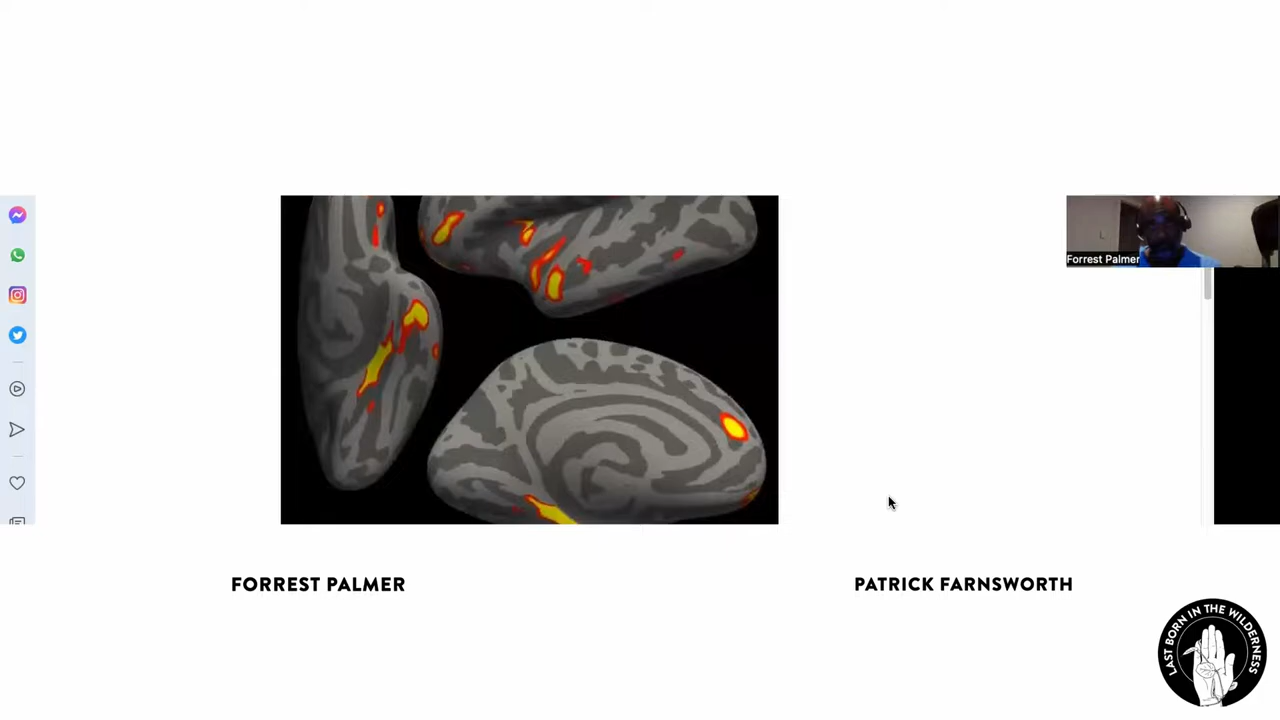 Forrest Palmer
FORREST PALMER
PATRICK FARNSWORTH
LAST BORN IN THE WILDERNESS